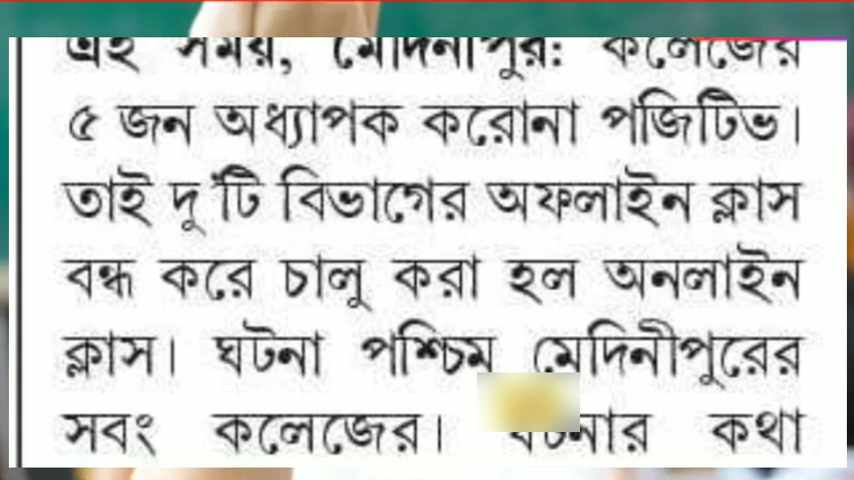 এই সময়, মেদিনীপুর: কলেজের
৫ জন অধ্যাপক করোনা পজিটিভ।
তাই দু'টি বিভাগের অফলাইন ক্লাস
বন্ধ করে চালু করা হল অনলাইন
ক্লাস। ঘটনা পশ্চিম মেদিনীপুরের
সবং কলেজের। ঘটনার কথা